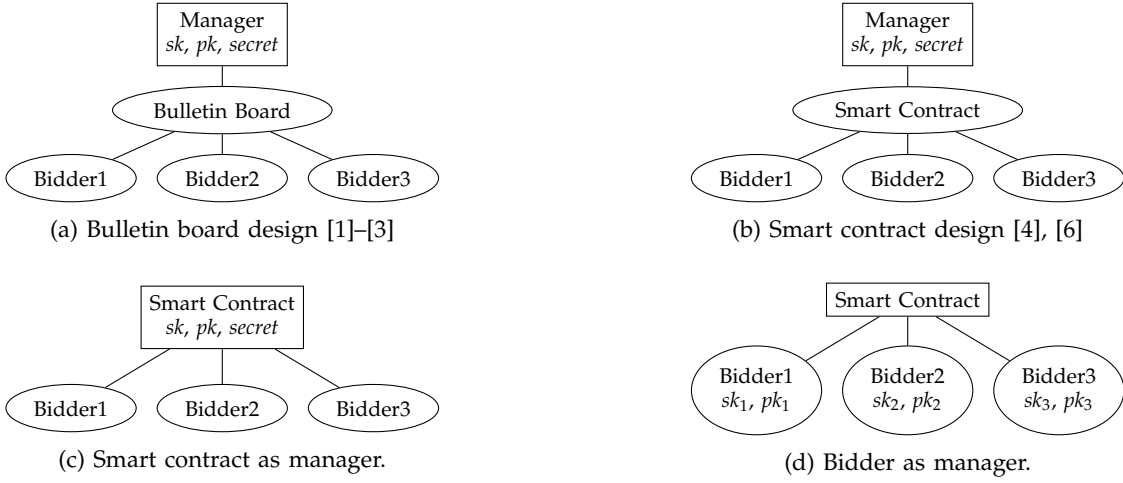 Manager
sk, pk, secret
Bulletin Board
Bidder1 Bidder2 Bidder3
(a) Bulletin board design [1]–[3]
Manager
sk, pk, secret
Smart Contract
Bidder1 Bidder2 Bidder3
(b) Smart contract design [4], [6]
Smart Contract
sk, pk, secret
Bidder1 Bidder2 Bidder3
(c) Smart contract as manager.
Smart Contract
Bidder1 Bidder2 Bidder3
sk₁, pk₁ sk₂, pk₂ sk₃, pk₃
(d) Bidder as manager.